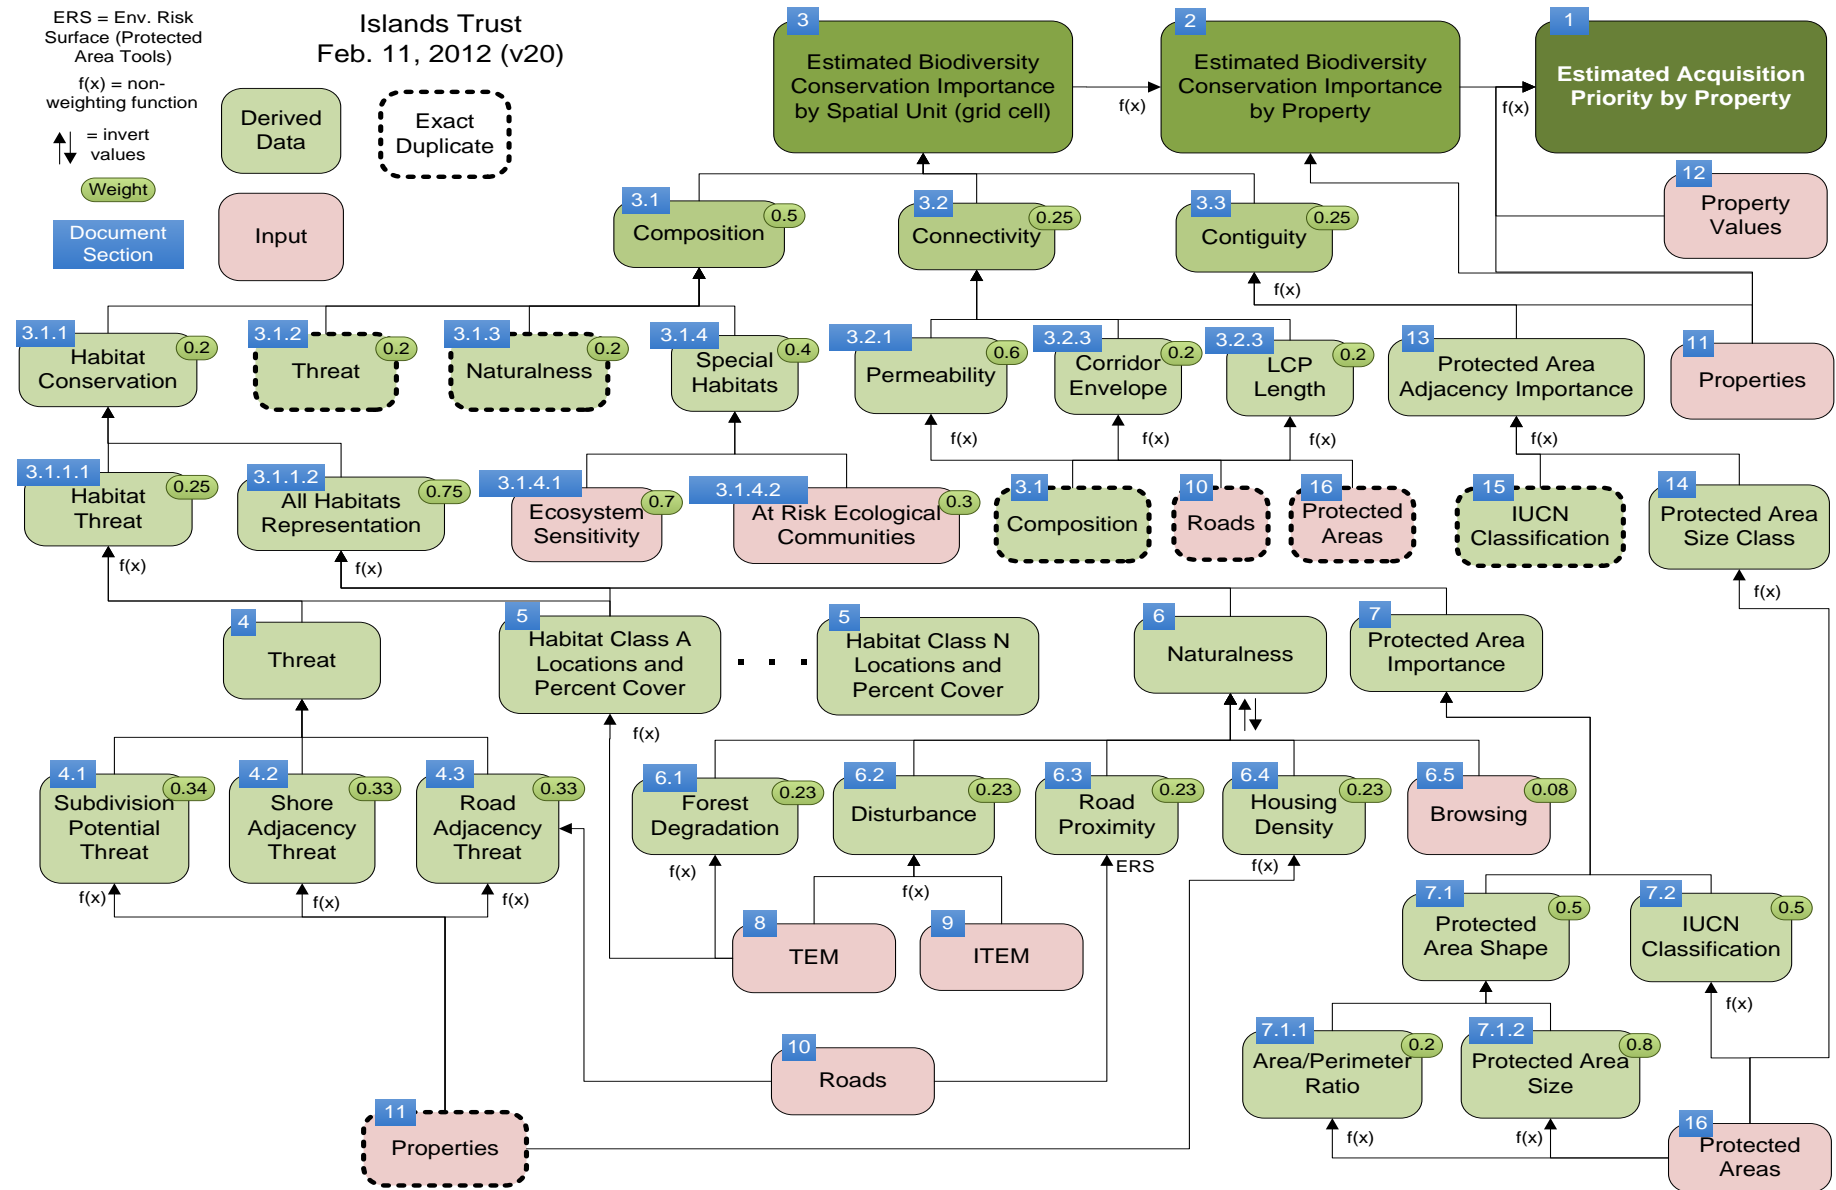 ERS = Env. Risk
Surface (Protected
Area Tools)
f(x) = non-
weighting function
= invert
values
Weight
Document
Section
Derived
Data
Input
Exact
Duplicate
Islands Trust
Feb. 11, 2012 (v20)
3
Estimated Biodiversity
Conservation Importance
by Spatial Unit (grid cell)
f(x)
2
Estimated Biodiversity
Conservation Importance
by Property
f(x)
1
Estimated Acquisition
Priority by Property
12
Property
Values
3.1
0.5
Composition
3.2
0.25
Connectivity
3.3
0.25
Contiguity
f(x)
3.1.1
0.2
Habitat
Conservation
3.1.2
0.2
Threat
3.1.3
0.2
Naturalness
3.1.4
0.4
Special
Habitats
3.2.1
0.6
Permeability
3.2.3
0.2
Corridor
Envelope
3.2.3
0.2
LCP
Length
13
Protected Area
Adjacency Importance
11
Properties
f(x)
f(x)
f(x)
f(x)
3.1.1.1
0.25
Habitat
Threat
3.1.1.2
0.75
All Habitats
Representation
3.1.4.1
0.7
Ecosystem
Sensitivity
3.1.4.2
0.3
At Risk Ecological
Communities
3.1
Composition
10
Roads
16
Protected
Areas
15
IUCN
Classification
14
Protected Area
Size Class
f(x)
f(x)
f(x)
4
Threat
5
Habitat Class A
Locations and
Percent Cover
. . .
5
Habitat Class N
Locations and
Percent Cover
6
Naturalness
7
Protected Area
Importance
f(x)
4.1
0.34
Subdivision
Potential
Threat
4.2
0.33
Shore
Adjacency
Threat
4.3
0.33
Road
Adjacency
Threat
6.1
0.23
Forest
Degradation
6.2
0.23
Disturbance
6.3
0.23
Road
Proximity
6.4
0.23
Housing
Density
6.5
0.08
Browsing
f(x)
f(x)
f(x)
f(x)
f(x)
ERS
f(x)
8
TEM
9
ITEM
7.1
0.5
Protected
Area Shape
7.2
0.5
IUCN
Classification
f(x)
10
Roads
7.1.1
0.2
Area/Perimeter
Ratio
7.1.2
0.8
Protected Area
Size
11
Properties
f(x)
f(x)
16
Protected
Areas